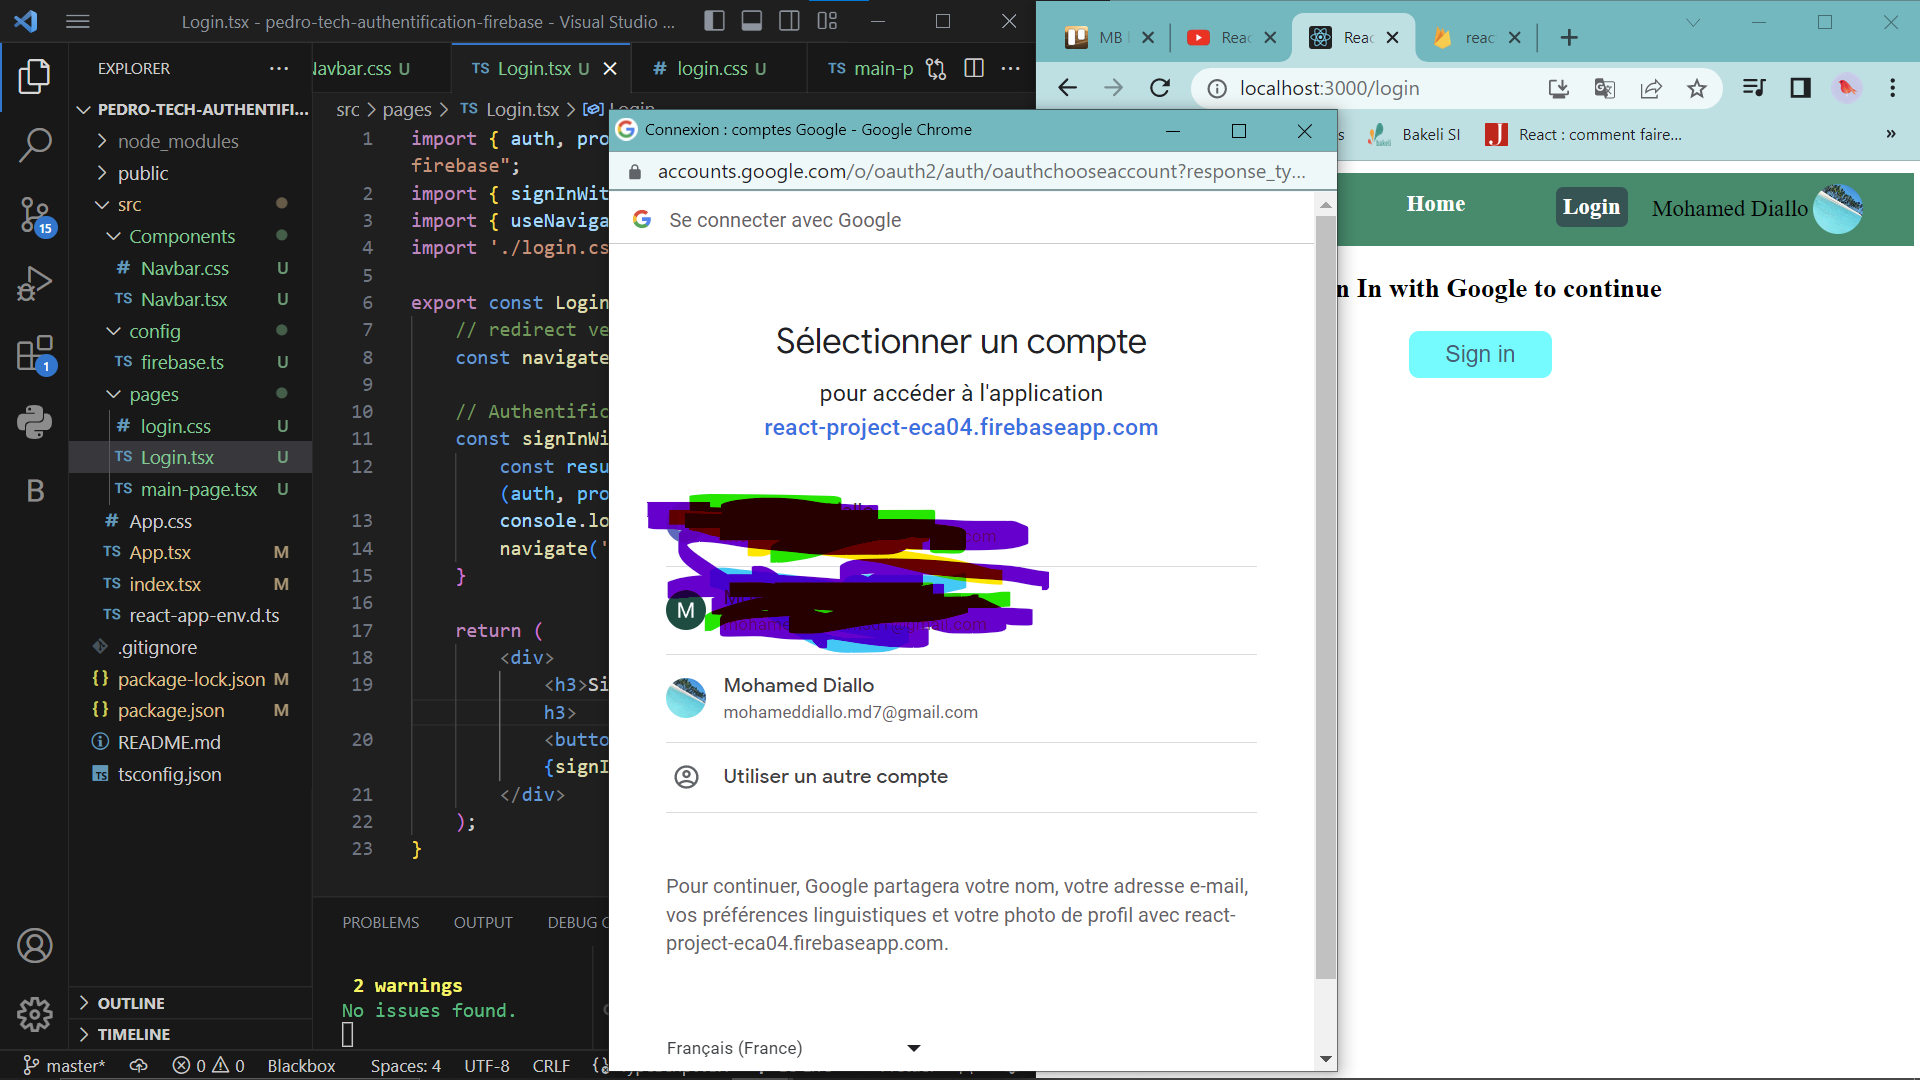 Login.tsx - pedro-tech-authentification-firebase - Visual Studio ...
EXPLORER
PEDRO-TECH-AUTHENTIFI...
node_modules
public
src
Components
# Navbar.css U
TS Navbar.tsx U
config
TS firebase.ts U
pages
# login.css U
TS Login.tsx U
TS main-page.tsx U
# App.css
TS App.tsx M
TS index.tsx M
TS react-app-env.d.ts
.gitignore
{} package-lock.json M
{} package.json M
README.md
TS tsconfig.json
OUTLINE
TIMELINE
15
1
B
Navbar.css U
TS Login.tsx U
# login.css U
TS main-p
src > pages > TS Login.tsx > Login
1 import { auth, pro
firebase";
2 import { signInWit
3 import { useNaviga
4 import './login.cs
5
6 export const Login
7 // redirect ve
8 const navigate
9
10 // Authentific
11 const signInWi
12 const resu
(auth, pro
13 console.lo
14 navigate('
15 }
16
17 return (
18 <div>
19 <h3>Si
h3>
20 <butto
{signI
21 </div>
22 );
23 }
PROBLEMS OUTPUT DEBUG C
2 warnings
No issues found.
master* 0 0 Blackbox Spaces: 4 UTF-8 CRLF {}
Connexion : comptes Google - Google Chrome
accounts.google.com/o/oauth2/auth/oauthchooseaccount?response_ty...
Se connecter avec Google
Sélectionner un compte
pour accéder à l'application
react-project-eca04.firebaseapp.com
M
Mohamed Diallo
mohameddiallo.md7@gmail.com
Utiliser un autre compte
Pour continuer, Google partagera votre nom, votre adresse e-mail,
vos préférences linguistiques et votre photo de profil avec react-
project-eca04.firebaseapp.com.
Français (France)
MB Reac Reac reac
localhost:3000/login
Bakeli SI React : comment faire... »
Home Login Mohamed Diallo
n In with Google to continue
Sign in